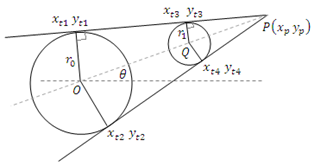 x_{t3} y_{t3}
x_{t1} y_{t1}
P(x_p y_p)
r_1
Q
r_0
x_{t4} y_{t4}
θ
O
x_{t2} y_{t2}